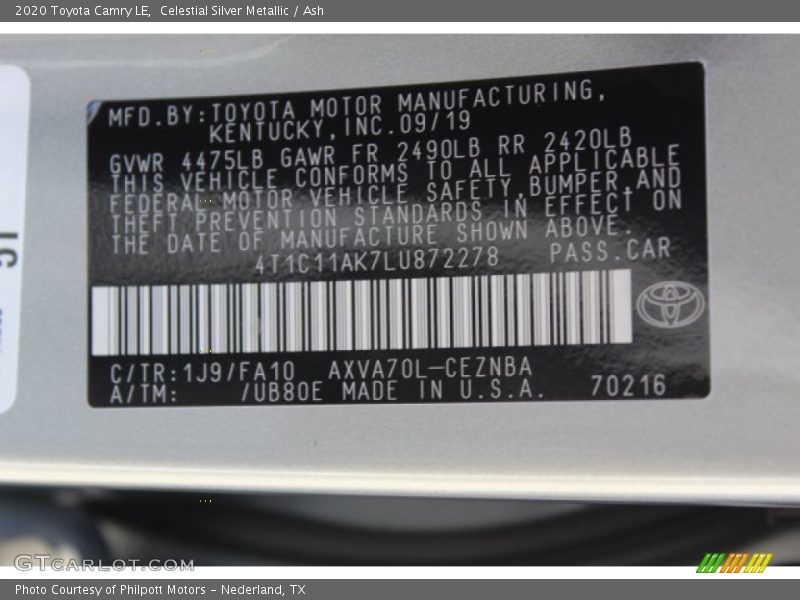 2020 Toyota Camry LE, Celestial Silver Metallic / Ash
MFD.BY:TOYOTA MOTOR MANUFACTURING,
KENTUCKY,INC.09/19
GVWR 4475LB GAWR FR 2490LB RR 2420LB
THIS VEHICLE CONFORMS TO ALL APPLICABLE
FEDERAL MOTOR VEHICLE SAFETY,BUMPER,AND
THEFT PREVENTION STANDARDS IN EFFECT ON
THE DATE OF MANUFACTURE SHOWN ABOVE.
4T1C11AK7LU872278 PASS.CAR
C/TR:1J9/FA10 AXVA70L-CEZNBA
A/TM: /UB80E MADE IN U.S.A. 70216
GTCARLOT.COM
Photo Courtesy of Philpott Motors - Nederland, TX